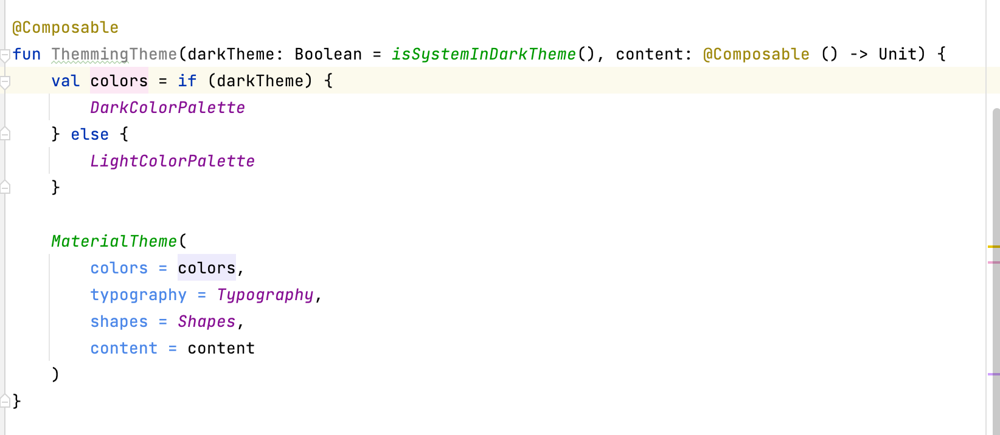 @Composable
fun ThemmingTheme(darkTheme: Boolean = isSystemInDarkTheme(), content: @Composable () -> Unit) {
    val colors = if (darkTheme) {
        DarkColorPalette
    } else {
        LightColorPalette
    }

    MaterialTheme(
        colors = colors,
        typography = Typography,
        shapes = Shapes,
        content = content
    )
}